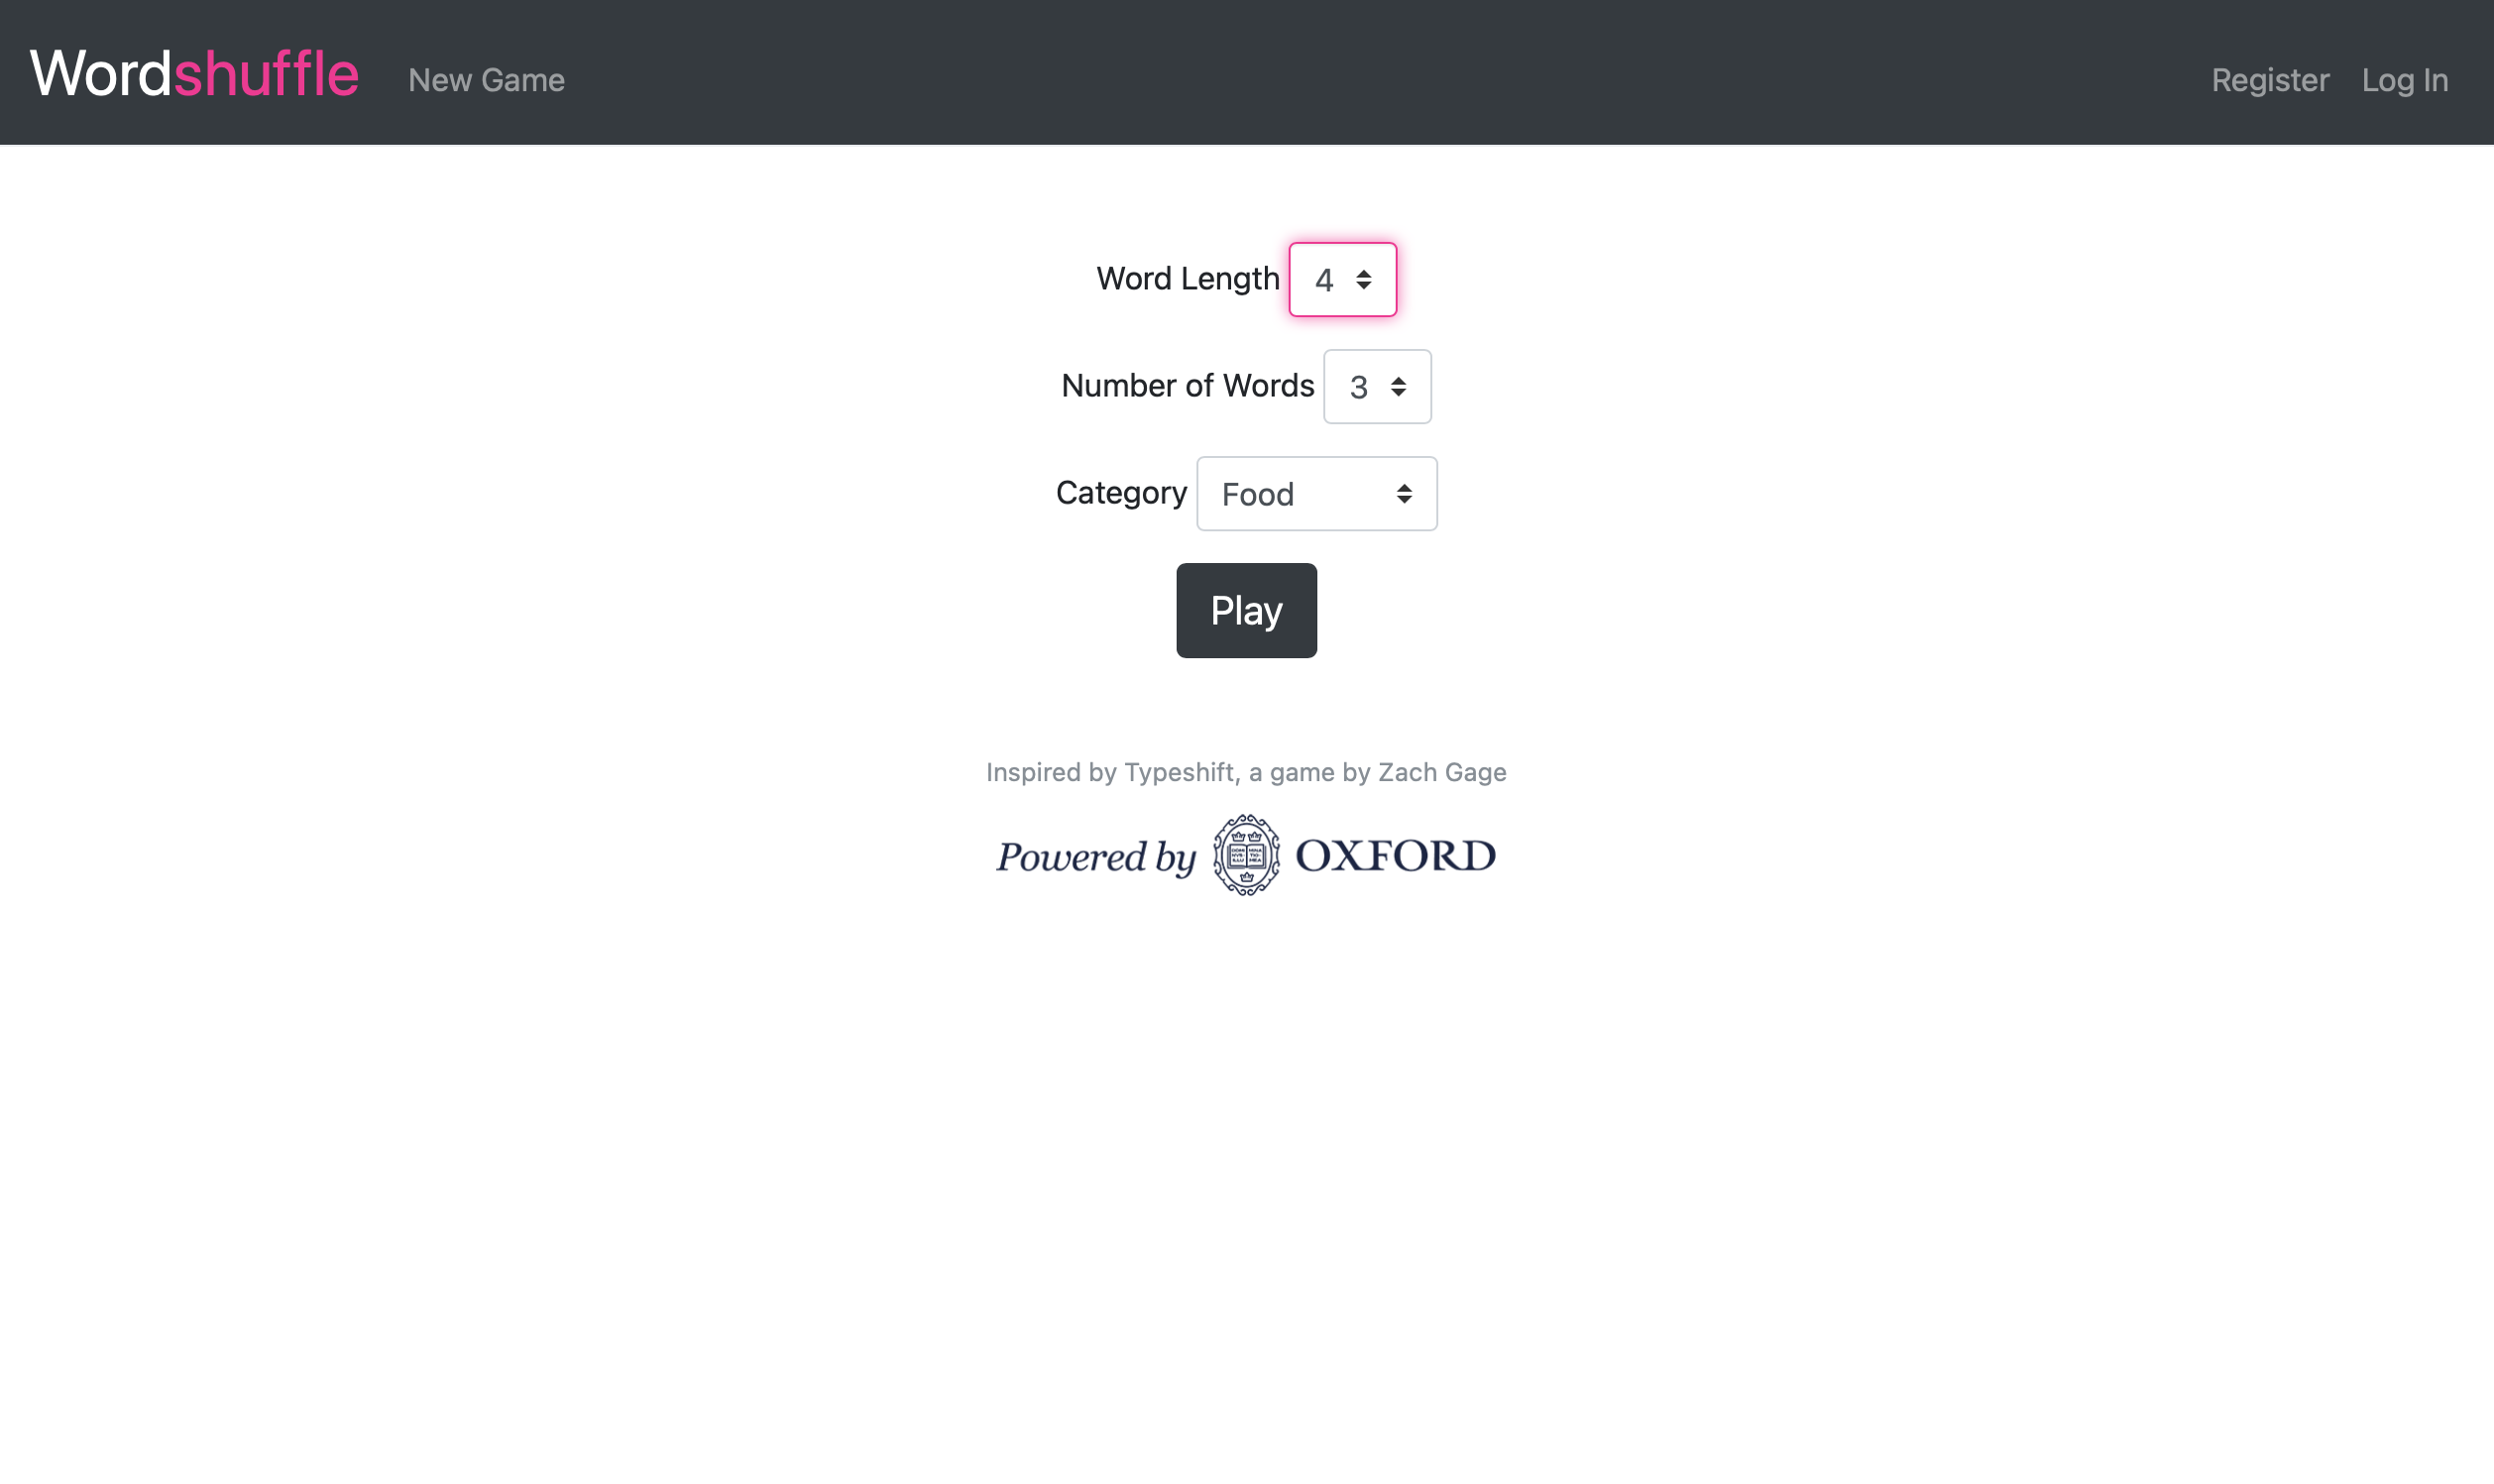 Wordshuffle New Game Register Log In
Word Length 4
Number of Words 3
Category Food
Play
Inspired by Typeshift, a game by Zach Gage
Powered by OXFORD